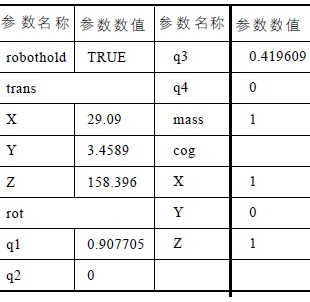 参数名称 参数数值 参数名称 参数数值
robothold TRUE q3 0.419609
trans q4 0
X 29.09 mass 1
Y 3.4589 cog
Z 158.396 X 1
rot Y 0
q1 0.907705 Z 1
q2 0